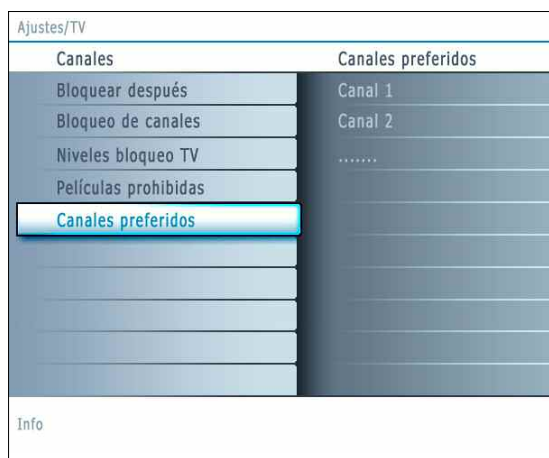 Ajustes/TV
Canales
Canales preferidos
Bloquear después
Canal 1
Bloqueo de canales
Canal 2
Niveles bloqueo TV
.......
Películas prohibidas
Canales preferidos
Info